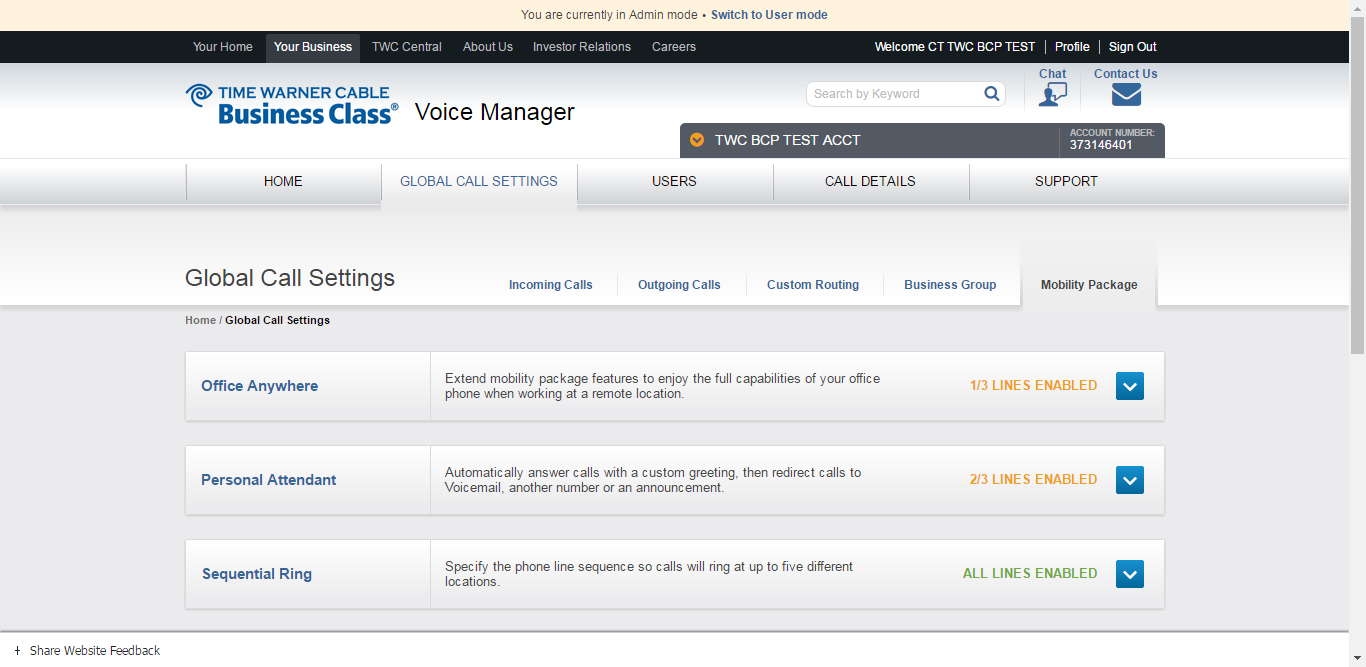 You are currently in Admin mode • Switch to User mode
Your Home Your Business TWC Central About Us Investor Relations Careers Welcome CT TWC BCP TEST Profile Sign Out
Chat Contact Us
TIME WARNER CABLE
Business Class® Voice Manager
Search by Keyword
TWC BCP TEST ACCT
ACCOUNT NUMBER:
373146401
HOME GLOBAL CALL SETTINGS USERS CALL DETAILS SUPPORT
Global Call Settings
Incoming Calls Outgoing Calls Custom Routing Business Group Mobility Package
Home / Global Call Settings
Office Anywhere
Extend mobility package features to enjoy the full capabilities of your office
phone when working at a remote location.
1/3 LINES ENABLED
Personal Attendant
Automatically answer calls with a custom greeting, then redirect calls to
Voicemail, another number or an announcement.
2/3 LINES ENABLED
Sequential Ring
Specify the phone line sequence so calls will ring at up to five different
locations.
ALL LINES ENABLED
+ Share Website Feedback